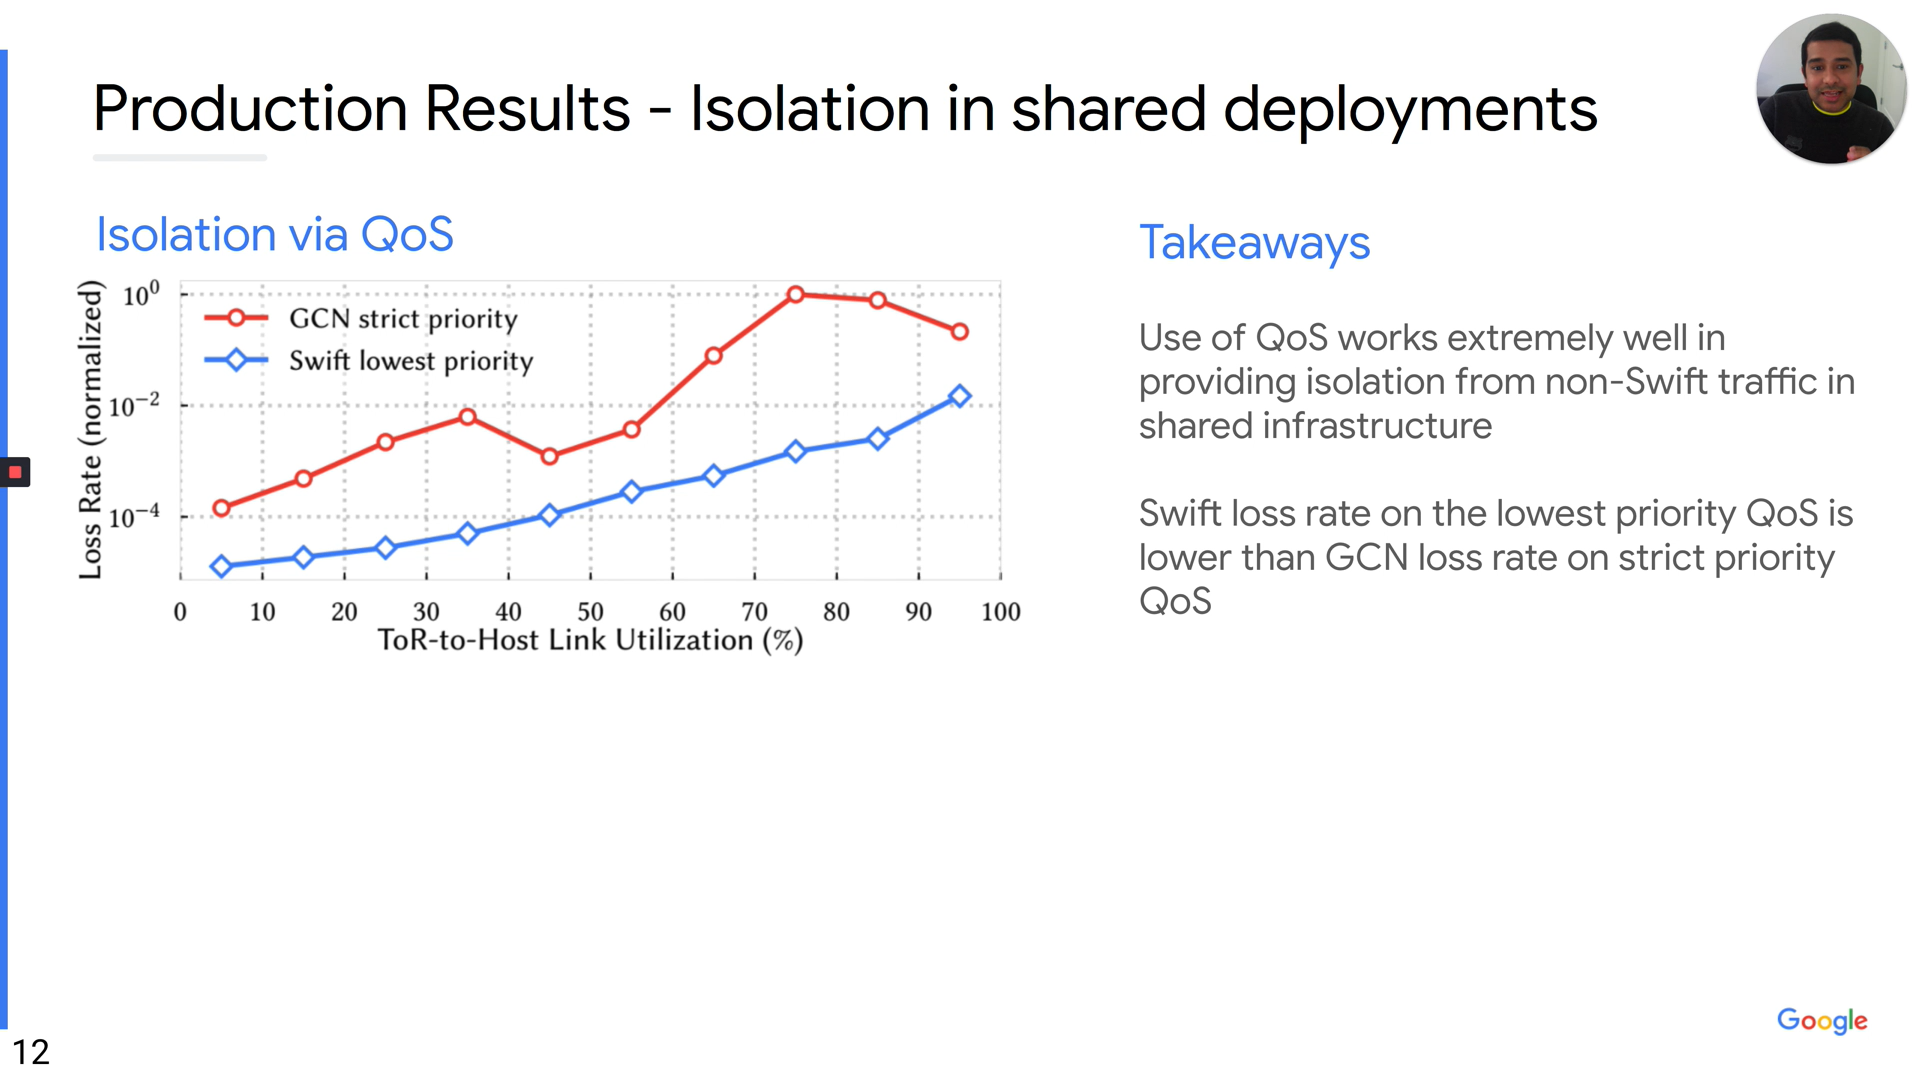 Production Results - Isolation in shared deployments
Isolation via QoS
Loss Rate (normalized)
10⁰
10⁻²
10⁻⁴
GCN strict priority
Swift lowest priority
0 10 20 30 40 50 60 70 80 90 100
ToR-to-Host Link Utilization (%)
Takeaways
Use of QoS works extremely well in
providing isolation from non-Swift traffic in
shared infrastructure
Swift loss rate on the lowest priority QoS is
lower than GCN loss rate on strict priority
QoS
Google
12